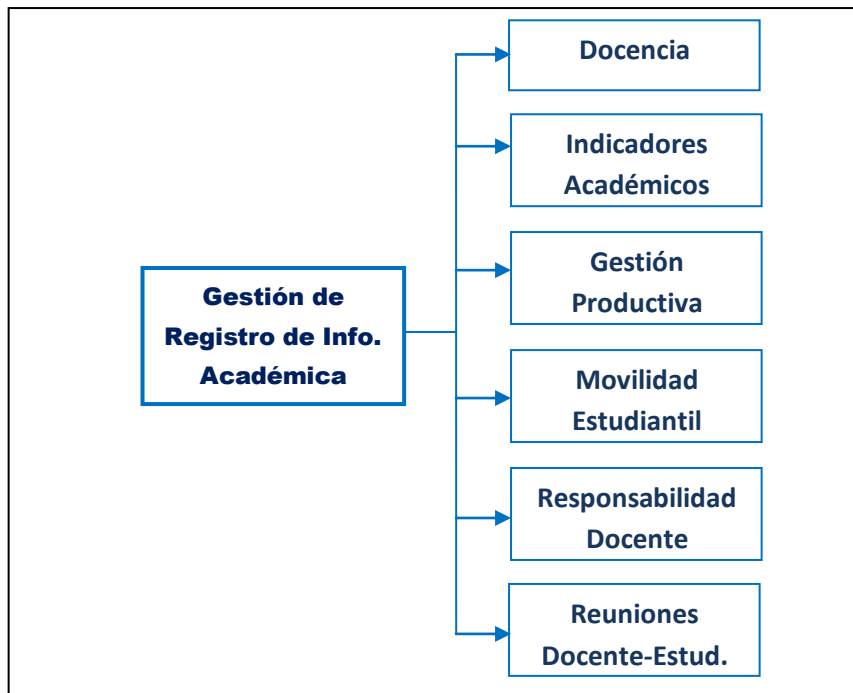 Docencia
Indicadores
Académicos
Gestión
Productiva
Gestión de
Registro de Info.
Académica
Movilidad
Estudiantil
Responsabilidad
Docente
Reuniones
Docente-Estud.